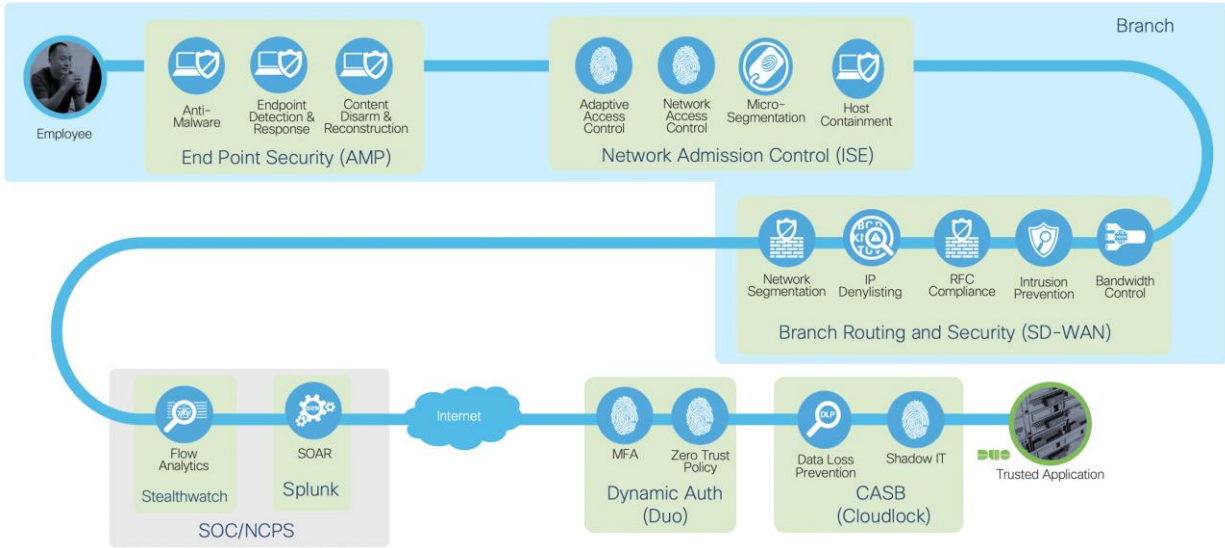 Branch
Employee
Anti-
Malware
Endpoint
Detection &
Response
Content
Disarm &
Reconstruction
End Point Security (AMP)
Adaptive
Access
Control
Network
Access
Control
Micro-
Segmentation
Host
Containment
Network Admission Control (ISE)
Network
Segmentation
IP
Denylisting
RFC
Compliance
Intrusion
Prevention
Bandwidth
Control
Branch Routing and Security (SD-WAN)
Flow
Analytics
Stealthwatch
SOAR
Splunk
SOC/NCPS
Internet
MFA
Zero Trust
Policy
Dynamic Auth
(Duo)
DLP
Data Loss
Prevention
Shadow IT
CASB
(Cloudlock)
DUO
Trusted Application